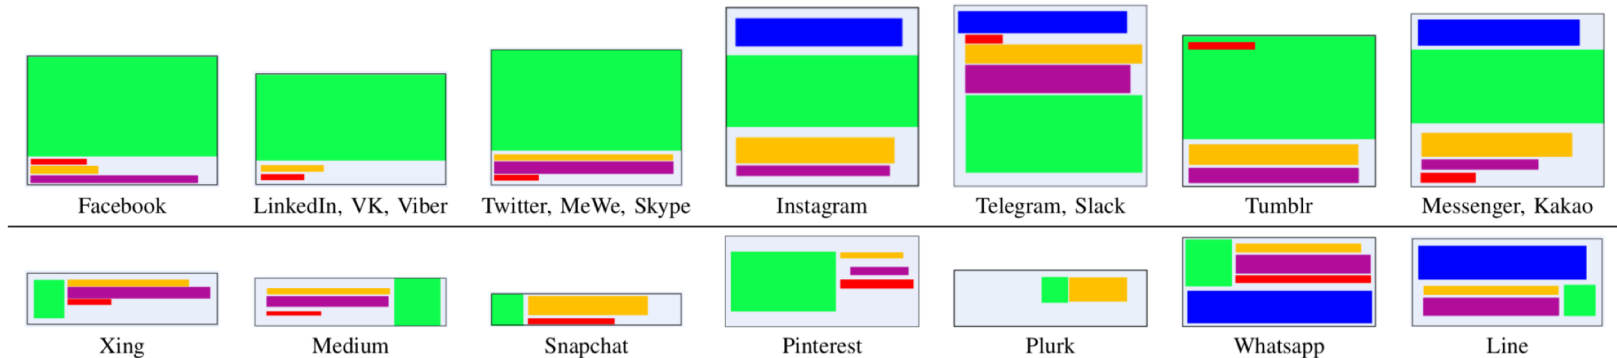 Facebook
LinkedIn, VK, Viber
Twitter, MeWe, Skype
Instagram
Telegram, Slack
Tumblr
Messenger, Kakao
Xing
Medium
Snapchat
Pinterest
Plurk
Whatsapp
Line